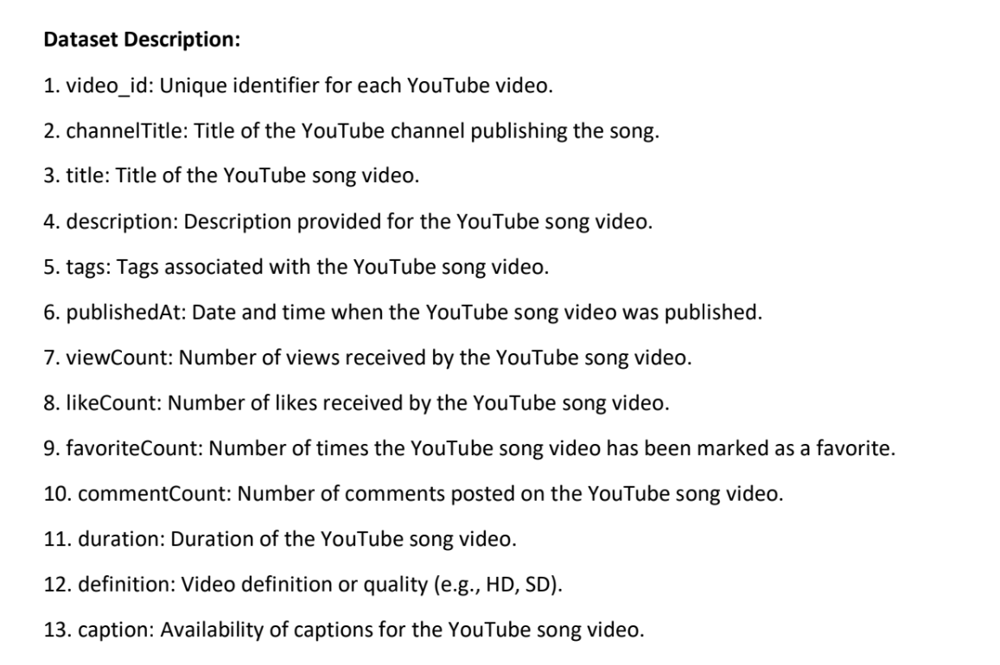 Dataset Description:
1. video_id: Unique identifier for each YouTube video.
2. channelTitle: Title of the YouTube channel publishing the song.
3. title: Title of the YouTube song video.
4. description: Description provided for the YouTube song video.
5. tags: Tags associated with the YouTube song video.
6. publishedAt: Date and time when the YouTube song video was published.
7. viewCount: Number of views received by the YouTube song video.
8. likeCount: Number of likes received by the YouTube song video.
9. favoriteCount: Number of times the YouTube song video has been marked as a favorite.
10. commentCount: Number of comments posted on the YouTube song video.
11. duration: Duration of the YouTube song video.
12. definition: Video definition or quality (e.g., HD, SD).
13. caption: Availability of captions for the YouTube song video.